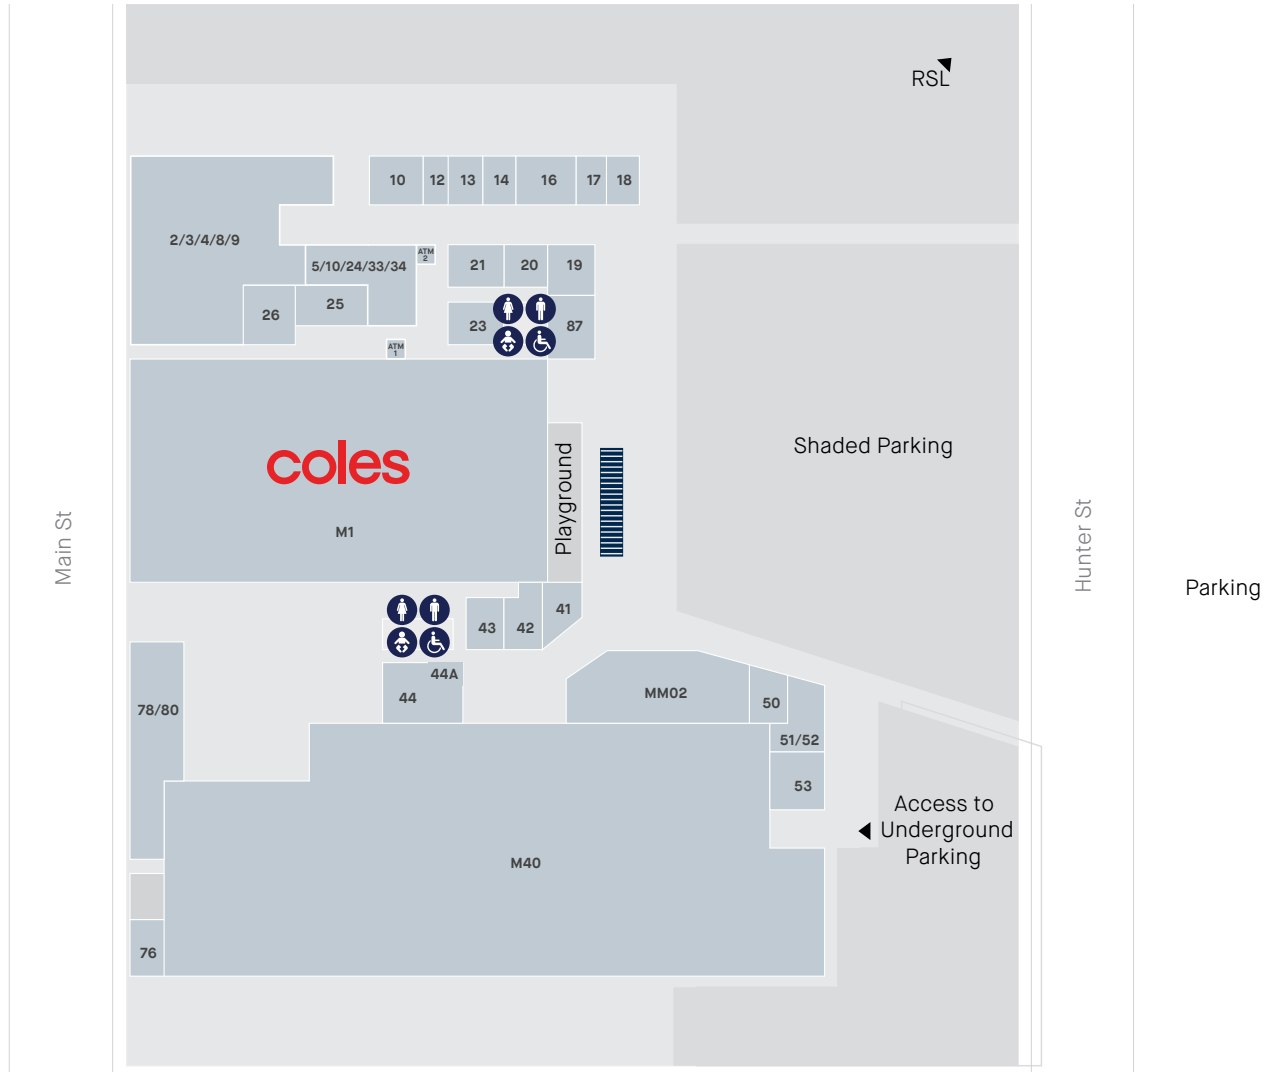 RSL
10
12
13
14
16
17
18
2/3/4/8/9
5/10/24/33/34
ATM
2
21
20
19
26
25
23
87
ATM
1
coles
M1
Playground
Shaded Parking
Main St
Hunter St
Parking
43
42
41
44A
44
78/80
MM02
50
51/52
53
Access to
Underground
Parking
M40
76